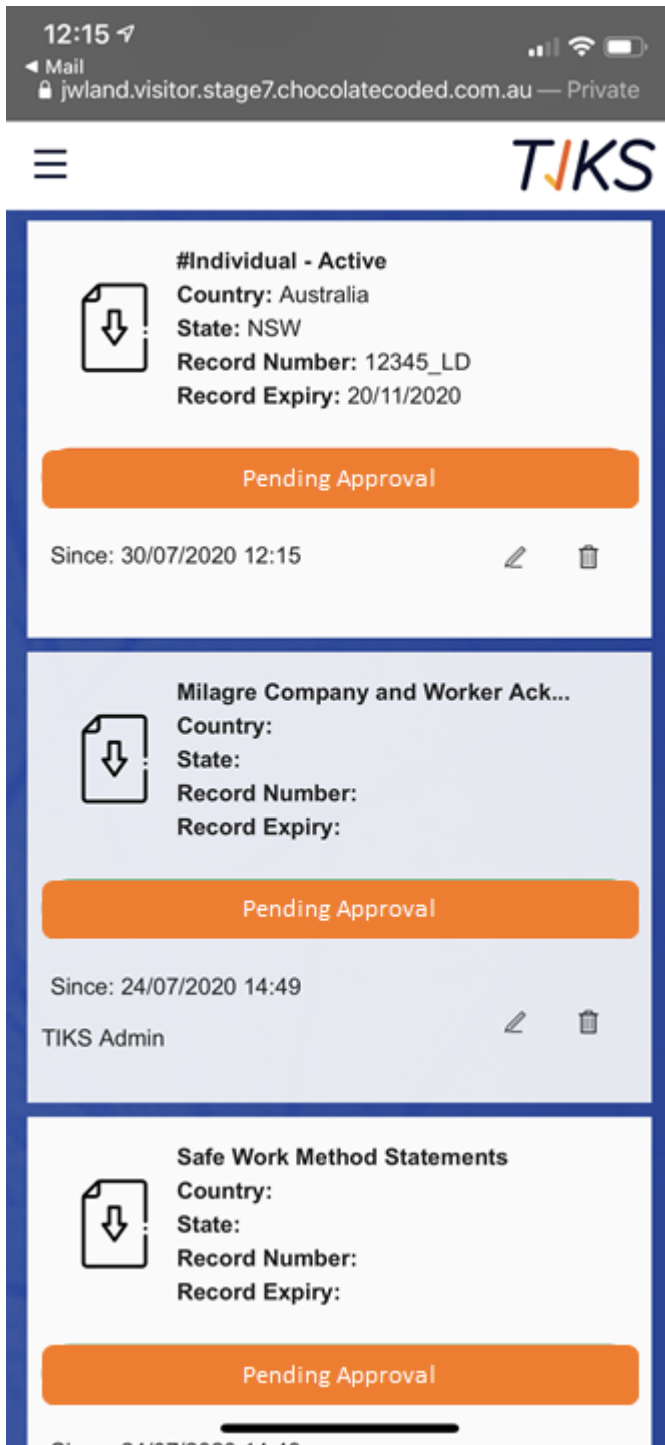 12:15
Mail
jwland.visitor.stage7.chocolatecoded.com.au — Private
TIKS
#Individual - Active
Country: Australia
State: NSW
Record Number: 12345_LD
Record Expiry: 20/11/2020
Pending Approval
Since: 30/07/2020 12:15
Milagre Company and Worker Ack...
Country:
State:
Record Number:
Record Expiry:
Pending Approval
Since: 24/07/2020 14:49
TIKS Admin
Safe Work Method Statements
Country:
State:
Record Number:
Record Expiry:
Pending Approval